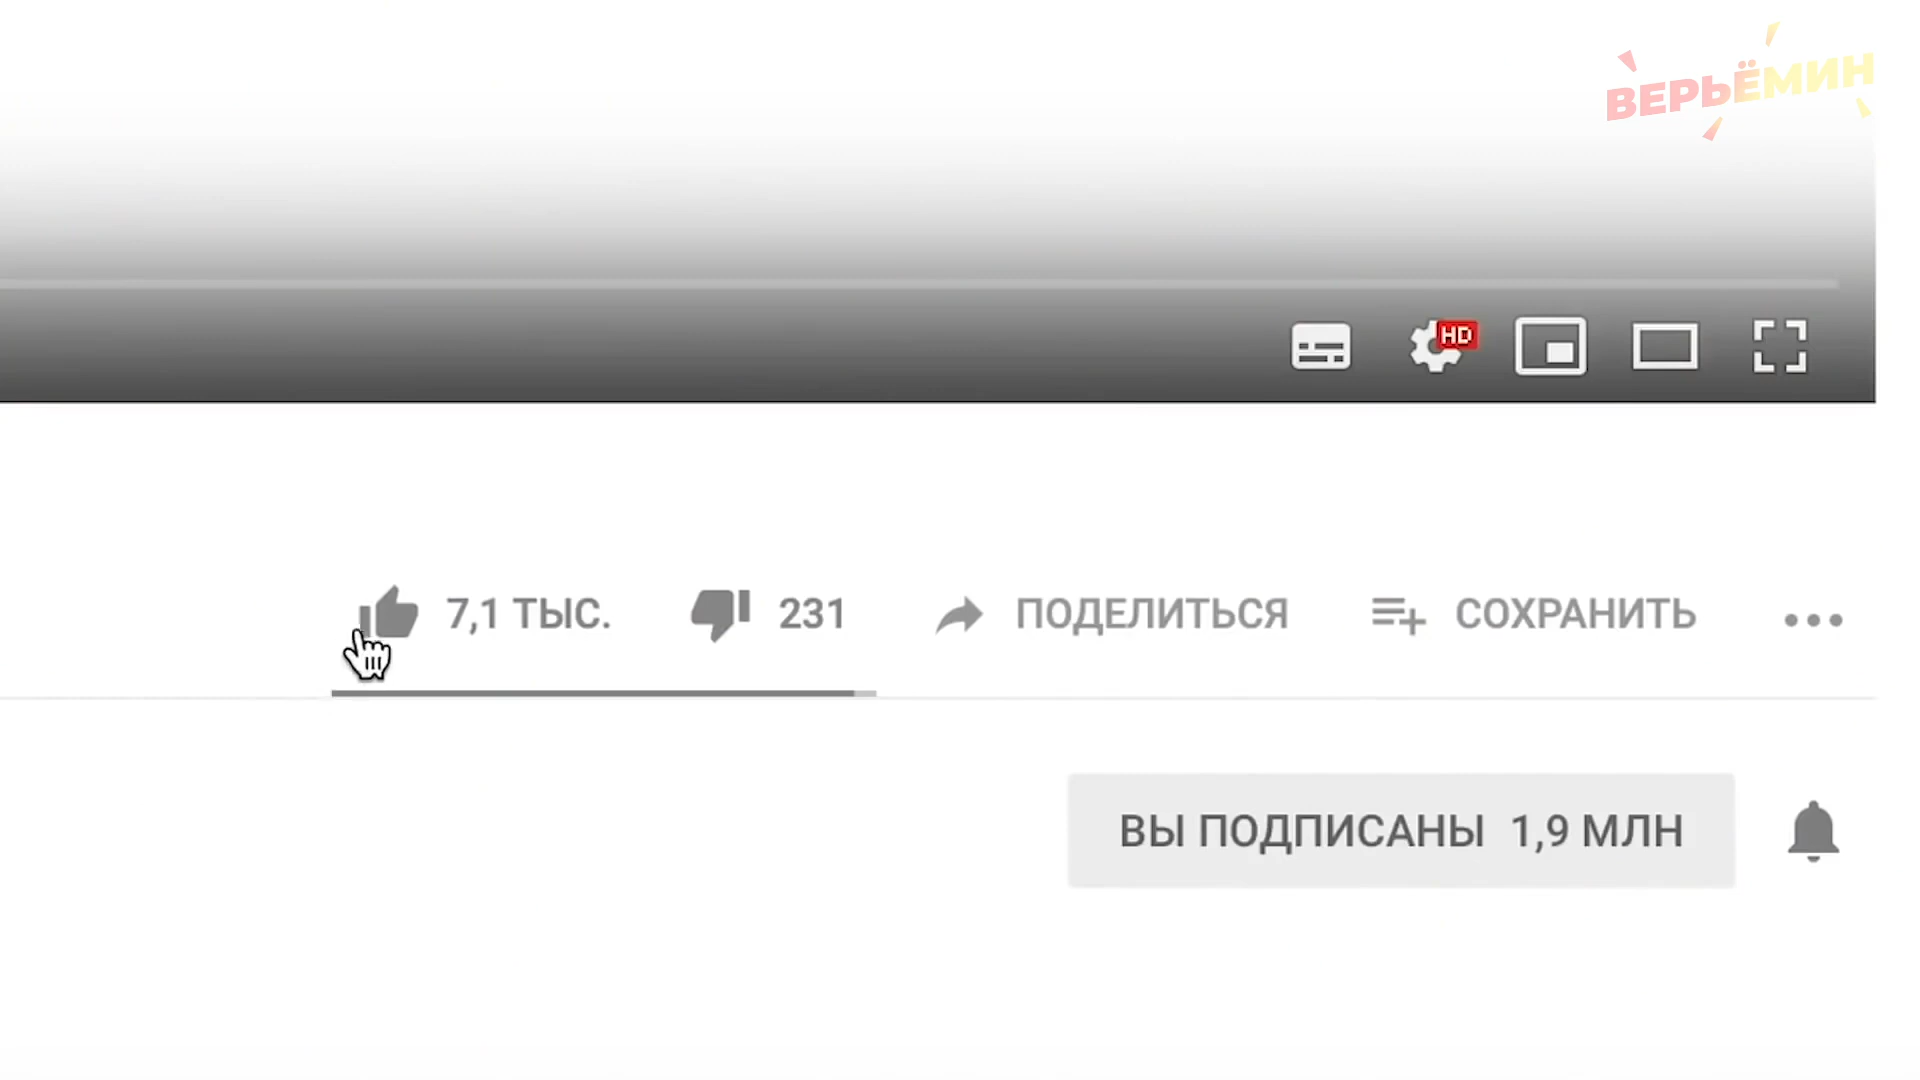 ВЕРЬЁМИН
HD
7,1 ТЫС. 231 ПОДЕЛИТЬСЯ СОХРАНИТЬ
ВЫ ПОДПИСАНЫ 1,9 МЛН